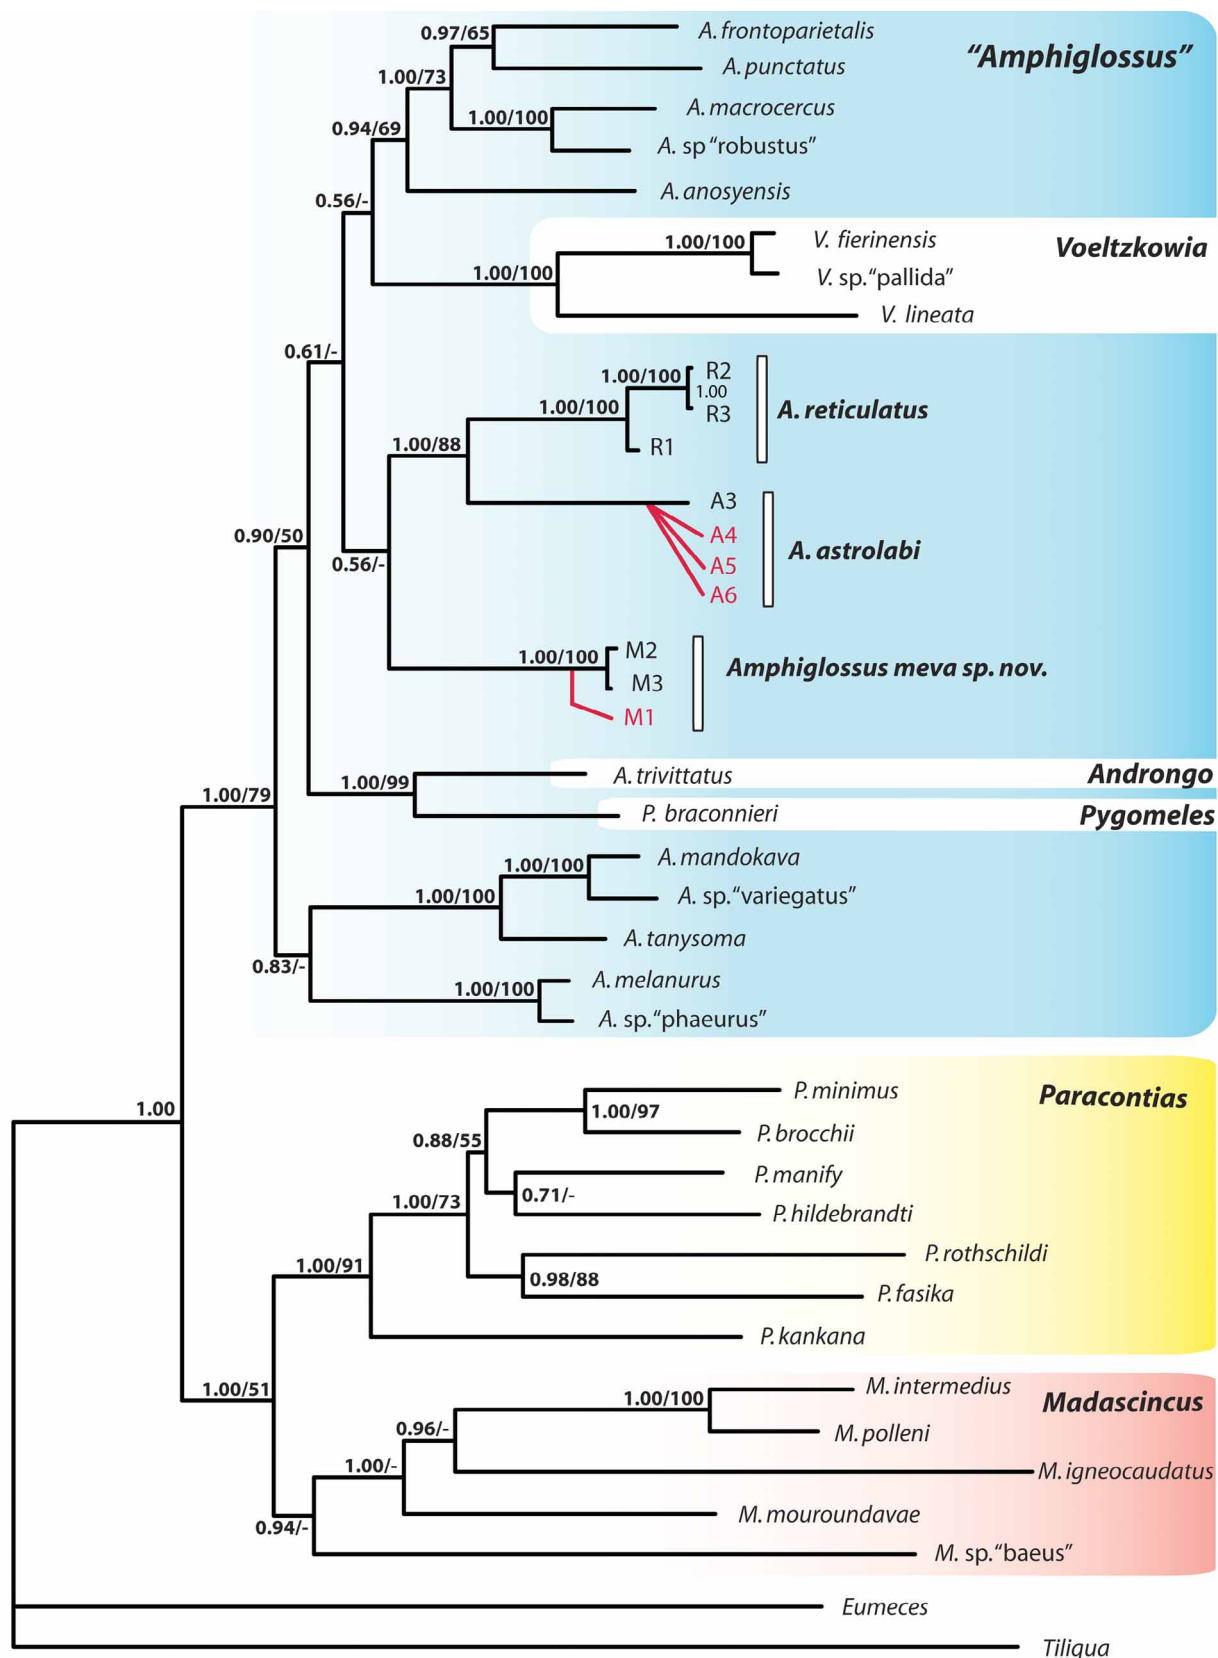 0.97/65
A. frontoparietalis
“Amphiglossus”
1.00/73
A. punctatus
1.00/100
A. macrocercus
0.94/69
A. sp “robustus”
A. anosyensis
0.56/-
1.00/100
V. fierinensis
Voeltzkowia
1.00/100
V. sp.“pallida”
V. lineata
0.61/-
1.00/100
R2
1.00
R3
1.00/100
A. reticulatus
1.00/88
R1
A3
A4
0.90/50
A5
A. astrolabi
0.56/-
A6
1.00/100
M2
M3
Amphiglossus meva sp. nov.
M1
1.00/99
A. trivittatus
Androngo
1.00/79
P. braconnieri
Pygomeles
1.00/100
A. mandokava
1.00/100
A. sp.“variegatus”
A. tanysoma
0.83/-
1.00/100
A. melanurus
A. sp.“phaeurus”
P. minimus
Paracontias
1.00
1.00/97
P. brocchii
0.88/55
P. manify
0.71/-
1.00/73
P. hildebrandti
P. rothschildi
1.00/91
0.98/88
P. fasika
P. kankana
1.00/51
1.00/100
M. intermedius
Madascincus
0.96/-
M. polleni
1.00/-
M. igneocaudatus
M. mouroundavae
0.94/-
M. sp.“baeus”
Eumeces
Tiliqua